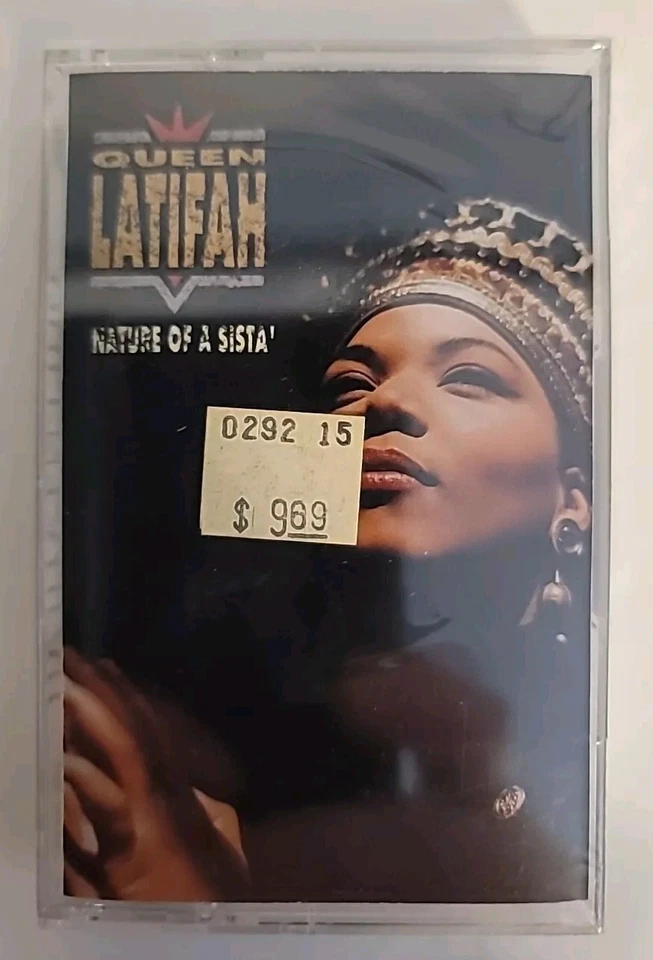 QUEEN
LATIFAH
NATURE OF A SISTA'
0292 15
$ 969